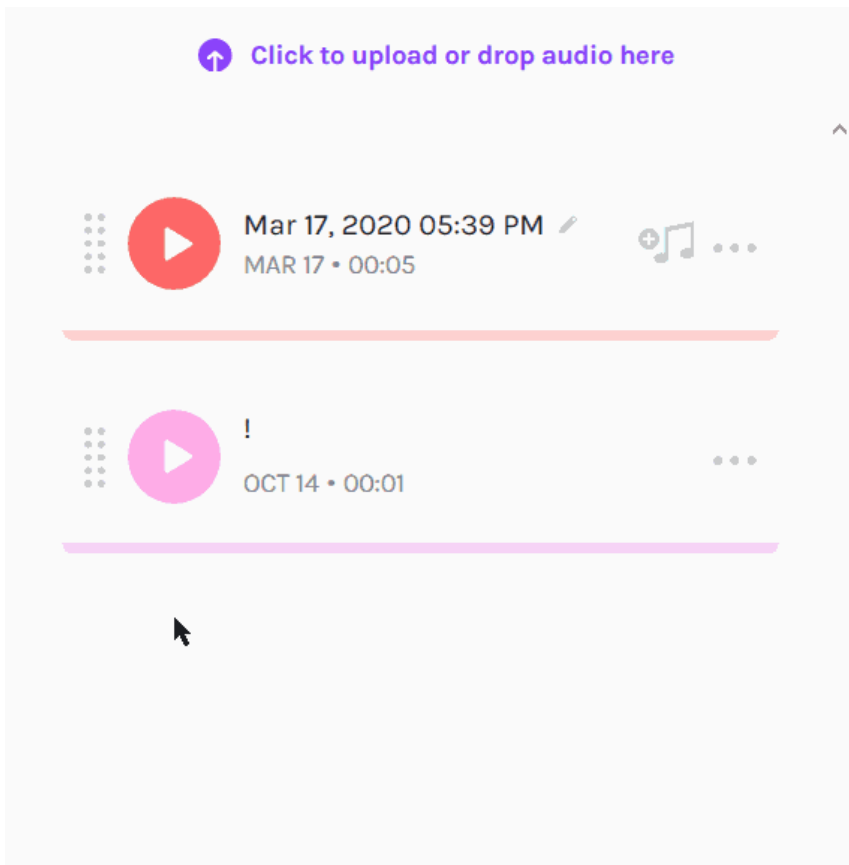 Click to upload or drop audio here
Mar 17, 2020 05:39 PM
MAR 17 • 00:05
!
OCT 14 • 00:01